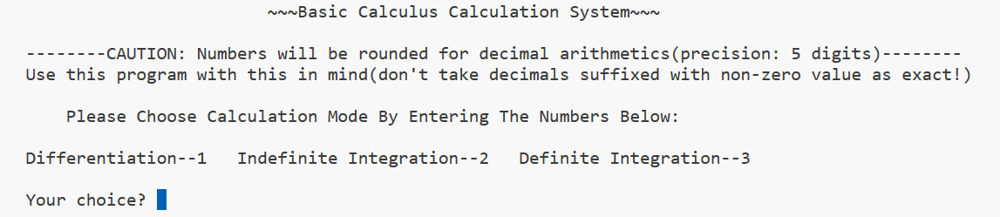 ~~~Basic Calculus Calculation System~~~
--------CAUTION: Numbers will be rounded for decimal arithmetics(precision: 5 digits)--------
Use this program with this in mind(don't take decimals suffixed with non-zero value as exact!)
Please Choose Calculation Mode By Entering The Numbers Below:
Differentiation--1   Indefinite Integration--2   Definite Integration--3
Your choice?